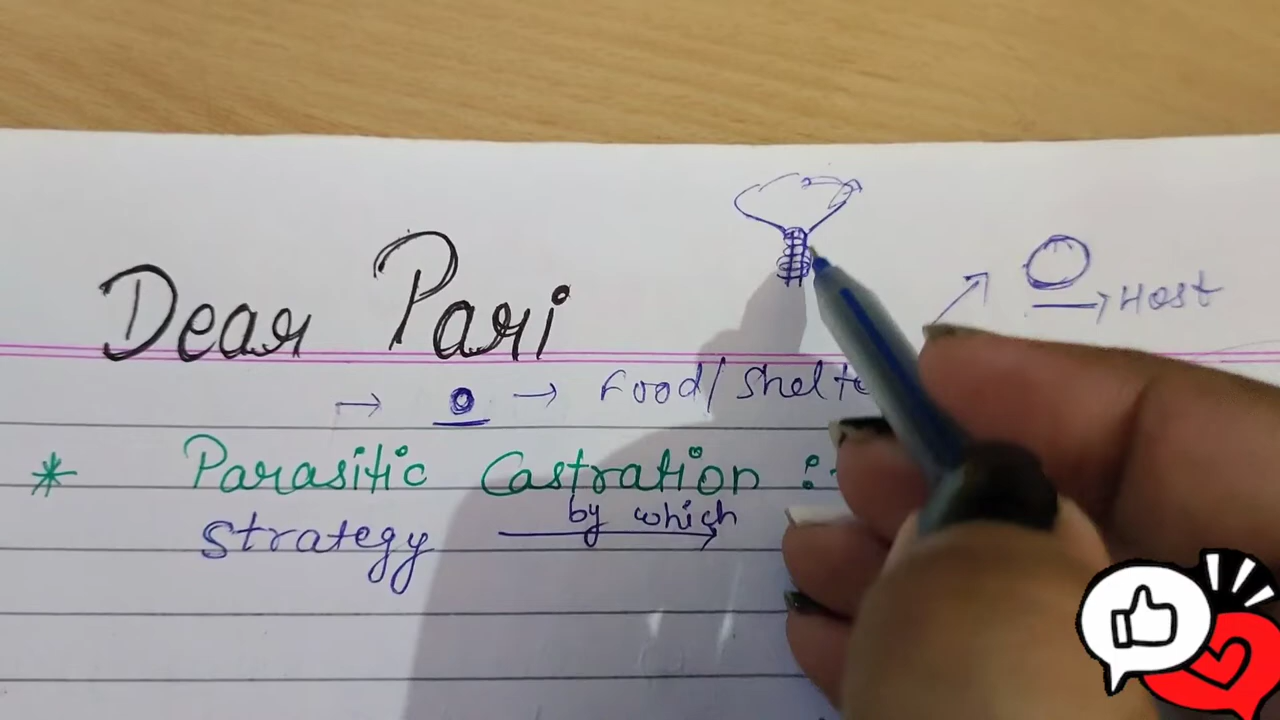 Dear Pari
→ Host
→ → Food/Shelte
* Parasitic Castration :-
Strategy by which →